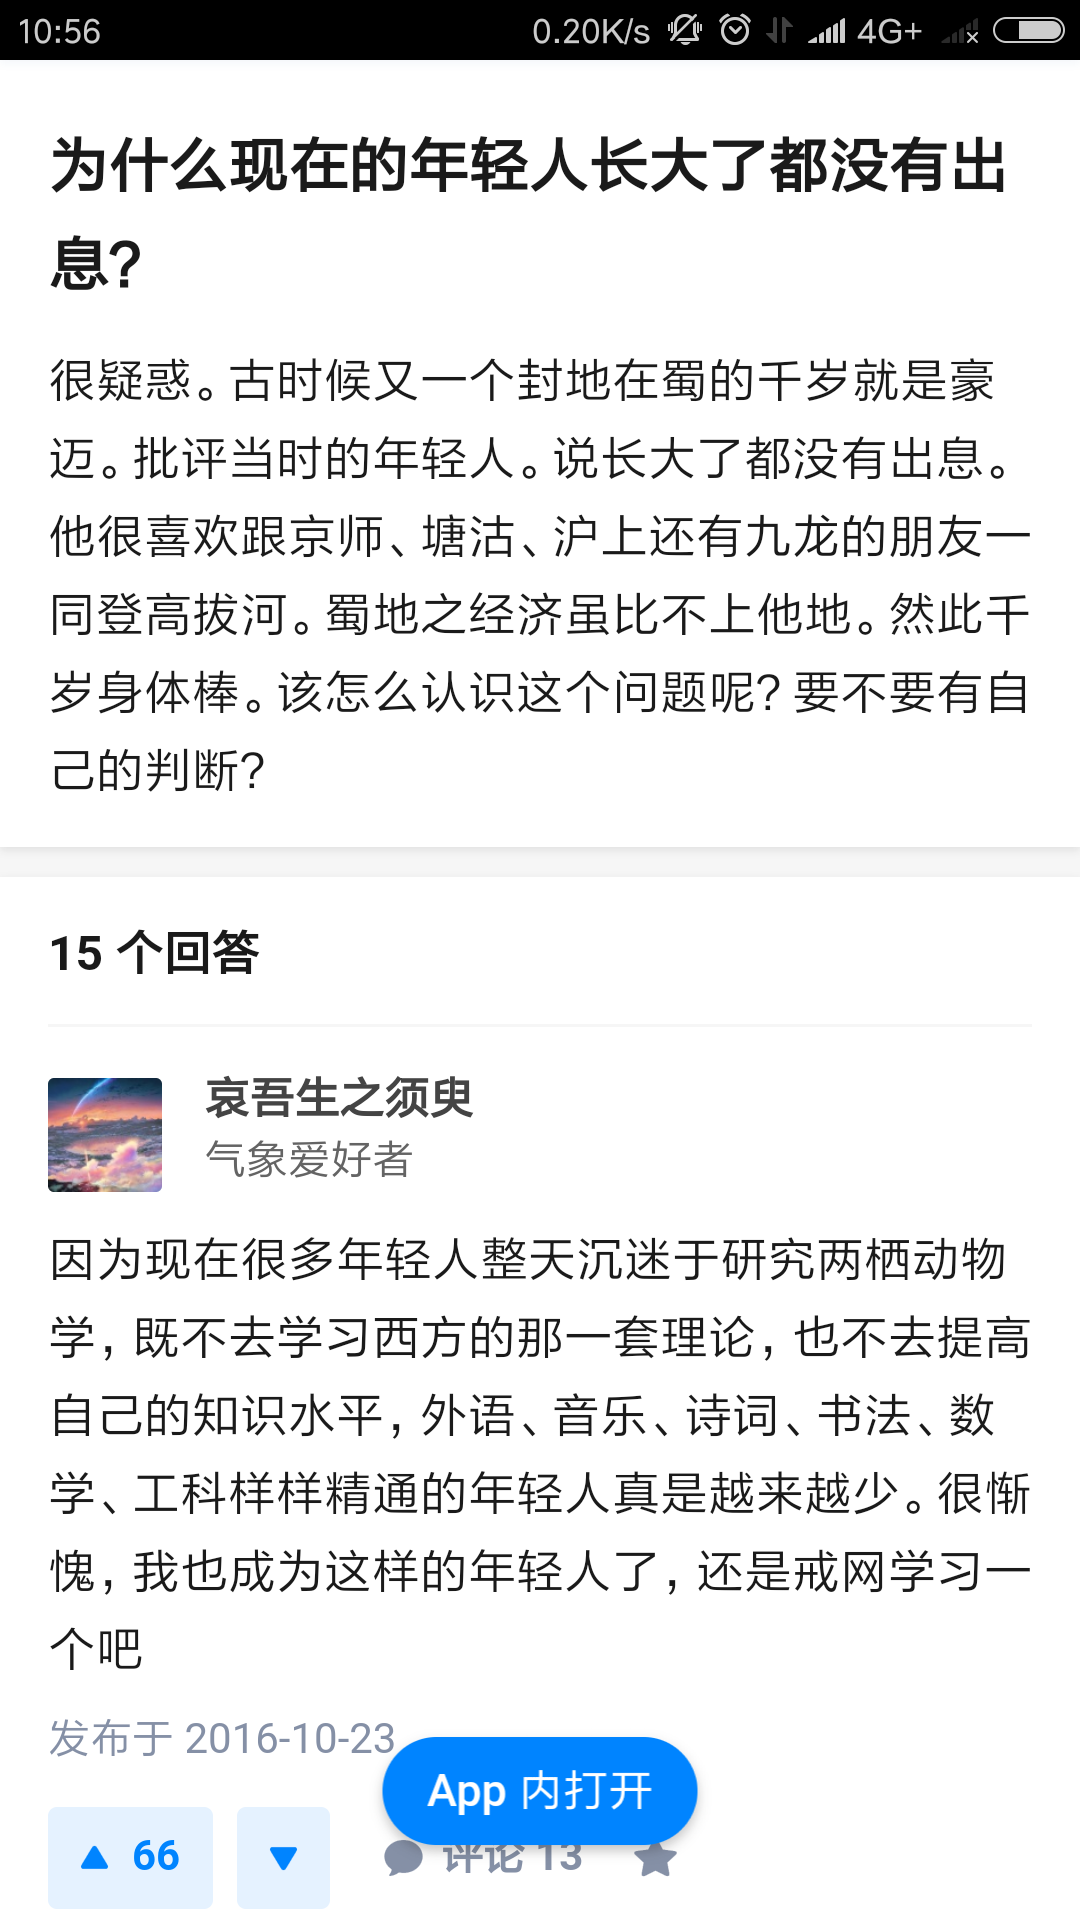 10:56 0.20K/s 4G+
为什么现在的年轻人长大了都没有出
息?
很疑惑。古时候又一个封地在蜀的千岁就是豪
迈。批评当时的年轻人。说长大了都没有出息。
他很喜欢跟京师、塘沽、沪上还有九龙的朋友一
同登高拔河。蜀地之经济虽比不上他地。然此千
岁身体棒。该怎么认识这个问题呢?要不要有自
己的判断?
15 个回答
哀吾生之须臾
气象爱好者
因为现在很多年轻人整天沉迷于研究两栖动物
学,既不去学习西方的那一套理论,也不去提高
自己的知识水平,外语、音乐、诗词、书法、数
学、工科样样精通的年轻人真是越来越少。很惭
愧,我也成为这样的年轻人了,还是戒网学习一
个吧
发布于 2016-10-23
App 内打开
66 评论 13